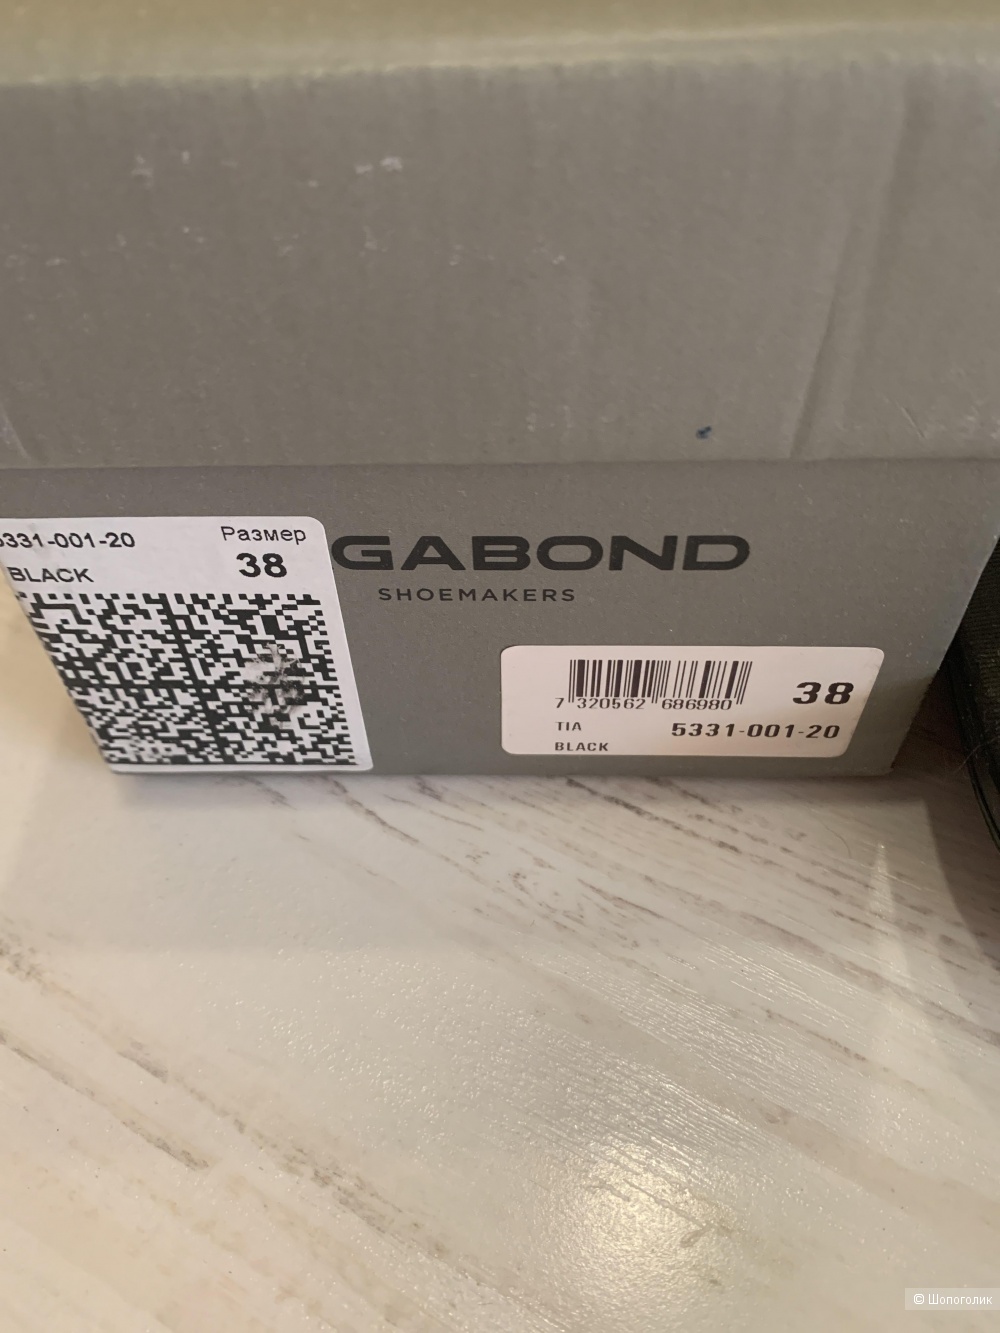 5331-001-20
Размер
BLACK
38
GABOND
SHOEMAKERS
7 320562 686980
38
TIA
5331-001-20
BLACK
© Шопоголик